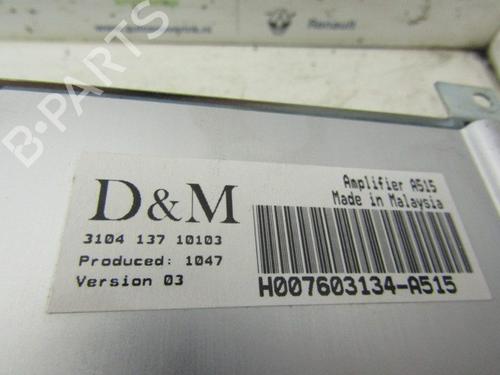 Renault
B-PARTS
D&M
3104 137 10103
Produced: 1047
Version 03
Amplifier A515
Made in Malaysia
H007603134-A515